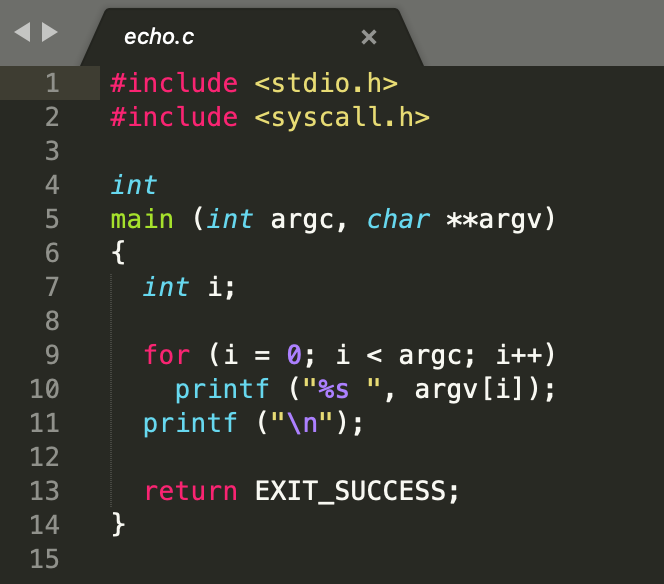 echo.c ×
1 #include <stdio.h>
2 #include <syscall.h>
3
4 int
5 main (int argc, char **argv)
6 {
7   int i;
8
9   for (i = 0; i < argc; i++)
10     printf ("%s ", argv[i]);
11   printf ("\n");
12
13   return EXIT_SUCCESS;
14 }
15